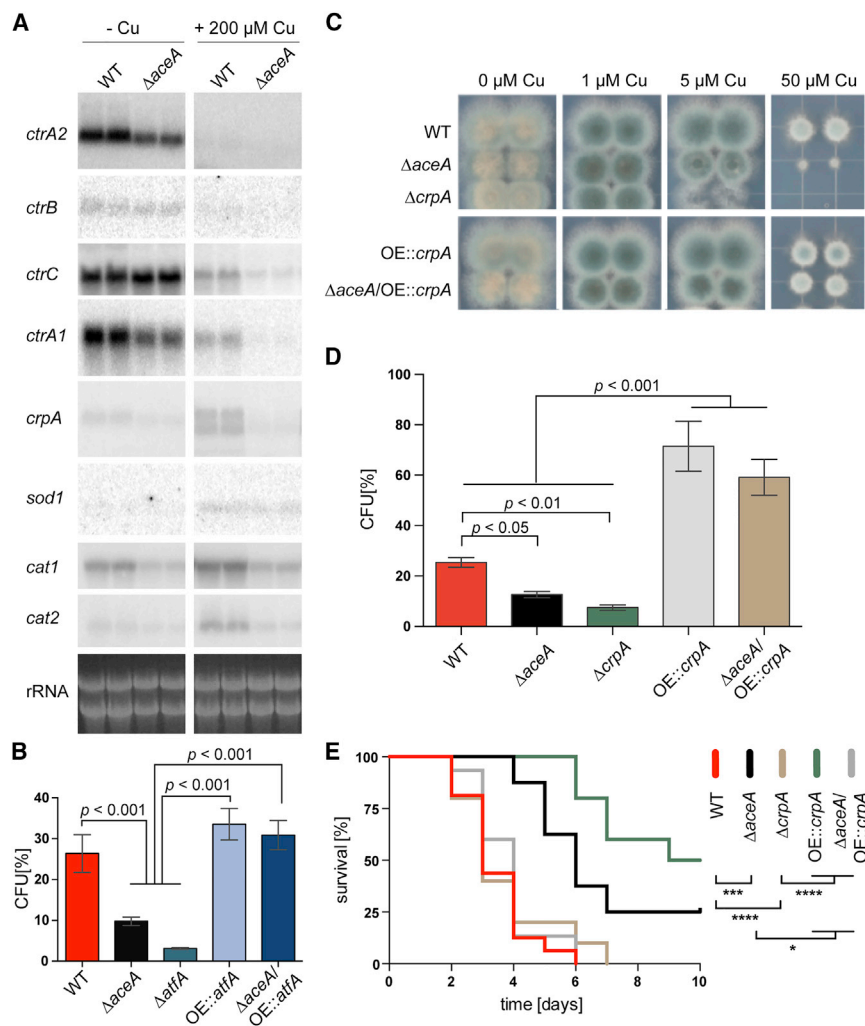 A
- Cu
+ 200 µM Cu
WT
ΔaceA
WT
ΔaceA
ctrA2
ctrB
ctrC
ctrA1
crpA
sod1
cat1
cat2
rRNA
B
p < 0.001
p < 0.001
p < 0.001
CFU[%]
40
30
20
10
0
WT
ΔaceA
ΔatfA
OE::atfA
ΔaceA/
OE::atfA
C
0 µM Cu
1 µM Cu
5 µM Cu
50 µM Cu
WT
ΔaceA
ΔcrpA
OE::crpA
ΔaceA/OE::crpA
D
p < 0.001
p < 0.01
p < 0.05
CFU[%]
100
80
60
40
20
0
WT
ΔaceA
ΔcrpA
OE::crpA
ΔaceA/
OE::crpA
E
survival [%]
100
75
50
25
0
0
2
4
6
8
10
time [days]
WT
ΔaceA
ΔcrpA
OE::crpA
ΔaceA/
OE::crpA
***
****
****
*